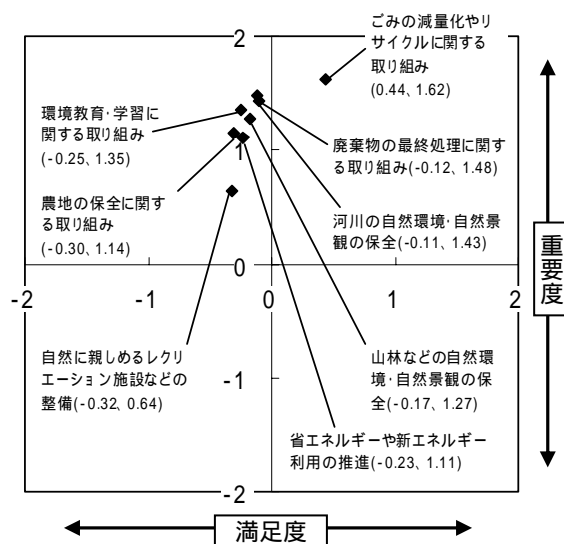 2
ごみの減量化やリ
サイクルに関する
取り組み
(0.44, 1.62)
環境教育・学習に
関する取り組み
(-0.25, 1.35)
廃棄物の最終処理に関
する取り組み(-0.12, 1.48)
1
農地の保全に関す
る取り組み
(-0.30, 1.14)
河川の自然環境・自然景
観の保全(-0.11, 1.43)
重要度
0
-2
-1
0
1
2
自然に親しめるレクリ
エーション施設などの
整備(-0.32, 0.64)
-1
山林などの自然環
境・自然景観の保
全(-0.17, 1.27)
省エネルギーや新エネルギー
利用の推進(-0.23, 1.11)
-2
満足度